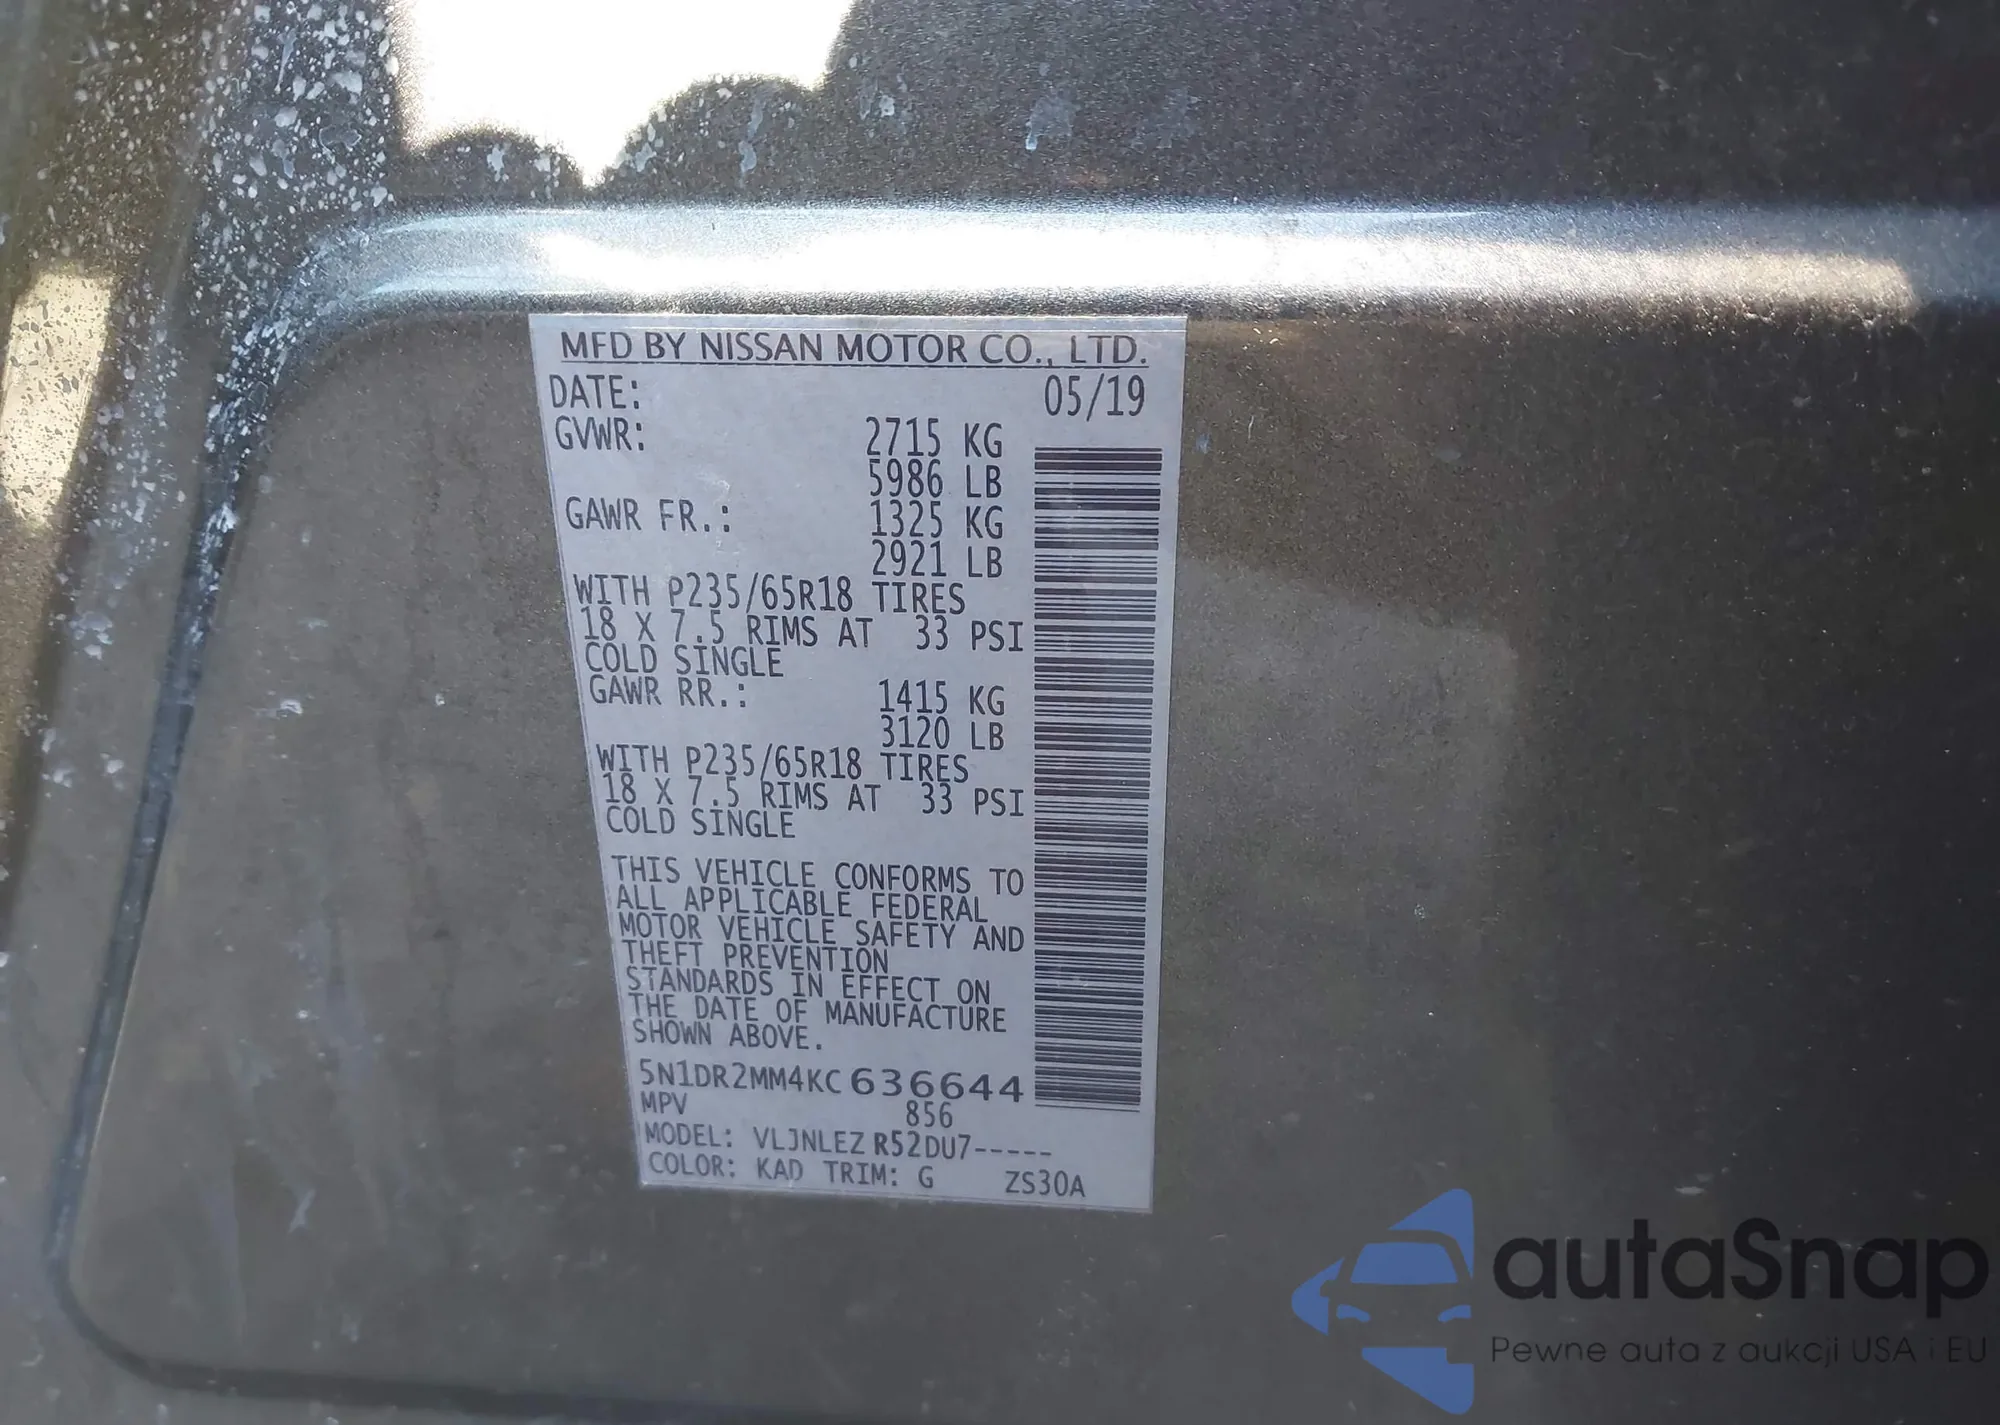 MFD BY NISSAN MOTOR CO., LTD.
DATE: 05/19
GVWR: 2715 KG
5986 LB
GAWR FR.: 1325 KG
2921 LB
WITH P235/65R18 TIRES
18 X 7.5 RIMS AT 33 PSI
COLD SINGLE
GAWR RR.: 1415 KG
3120 LB
WITH P235/65R18 TIRES
18 X 7.5 RIMS AT 33 PSI
COLD SINGLE
THIS VEHICLE CONFORMS TO
ALL APPLICABLE FEDERAL
MOTOR VEHICLE SAFETY AND
THEFT PREVENTION
STANDARDS IN EFFECT ON
THE DATE OF MANUFACTURE
SHOWN ABOVE.
5N1DR2MM4KC636644
MPV 856
MODEL: VLJNLEZ R52DU7-----
COLOR: KAD TRIM: G ZS30A
autaSnap
Pewne auta z aukcji USA i EU